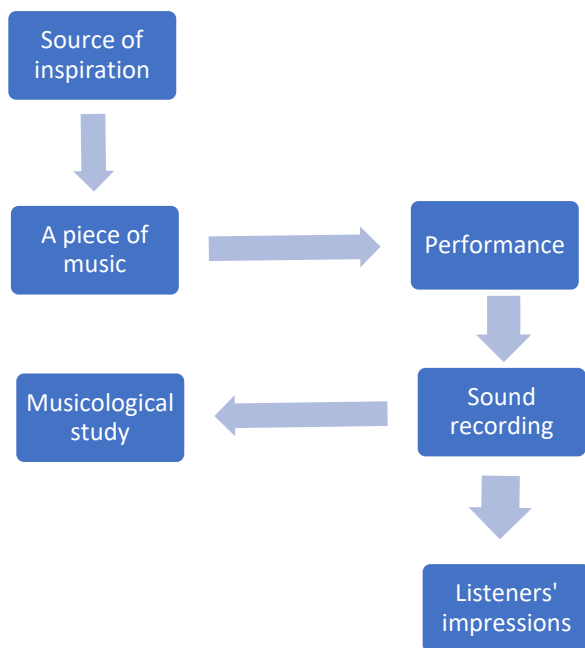 Source of
inspiration
A piece of
music
Performance
Musicological
study
Sound
recording
Listeners'
impressions